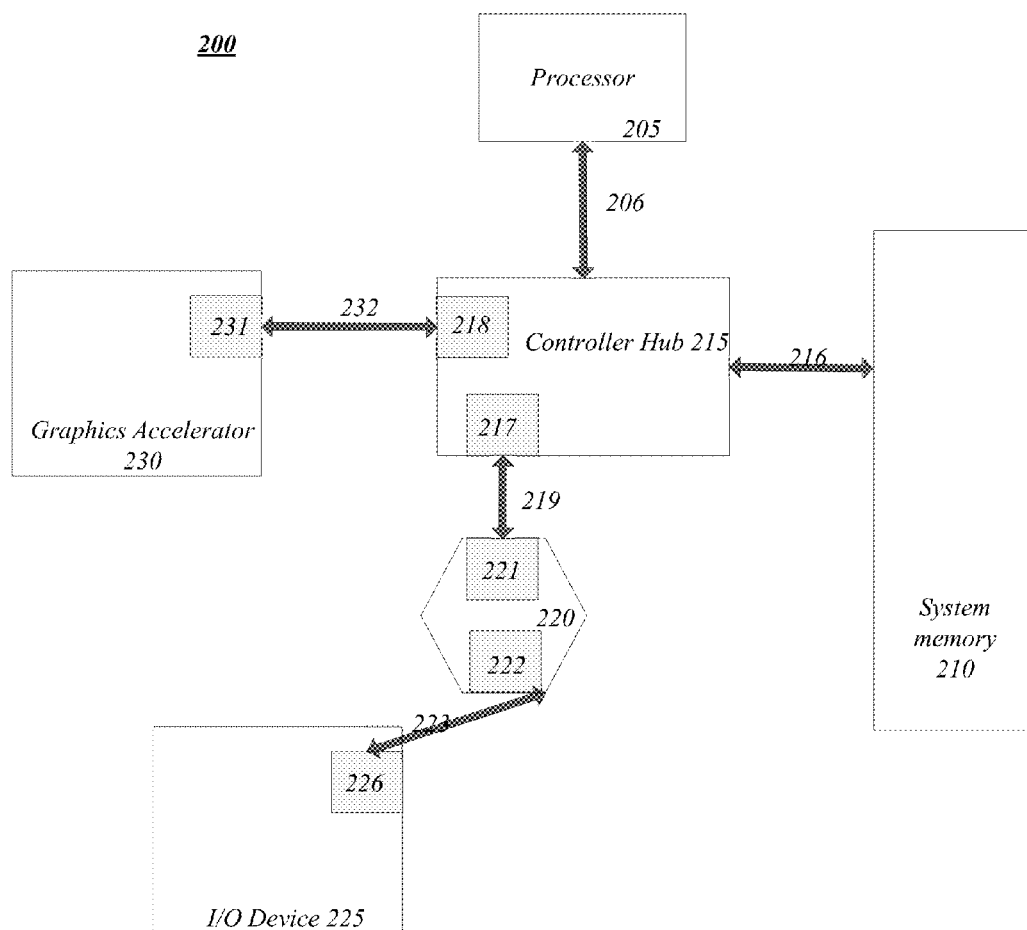 200
Processor
205
206
232
231
218
Controller Hub 215
216
Graphics Accelerator
230
217
219
221
220
222
System
memory
210
223
226
I/O Device 225